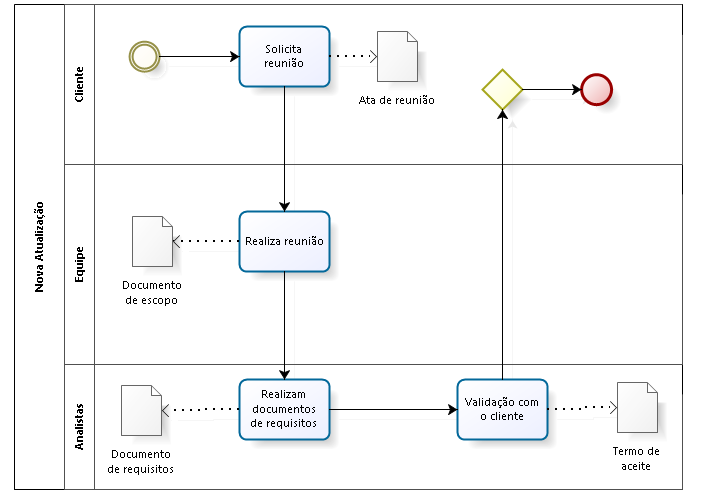 Nova Atualização
Cliente
Solicita
reunião
Ata de reunião
Equipe
Realiza reunião
Documento
de escopo
Analistas
Realizam
documentos
de requisitos
Documento
de requisitos
Validação com
o cliente
Termo de
aceite